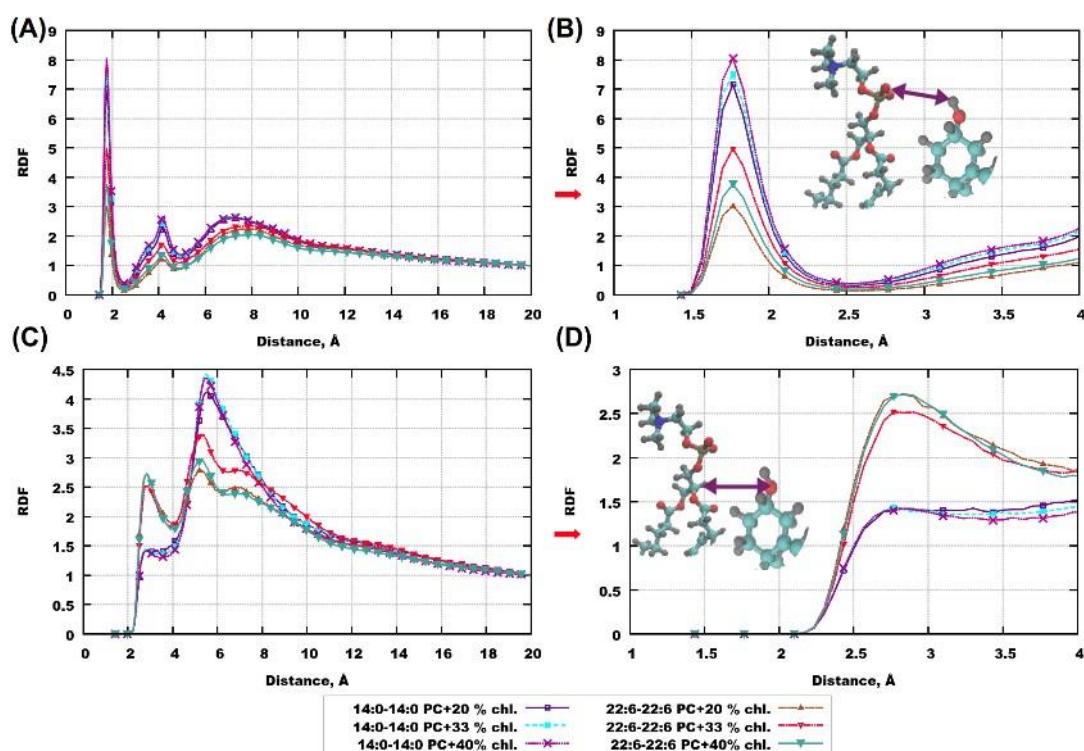 (A)
9
8
7
6
5
4
3
2
1
0
RDF
0 2 4 6 8 10 12 14 16 18 20
Distance, Å
(B)
9
8
7
6
5
4
3
2
1
0
RDF
1 1.5 2 2.5 3 3.5 4
Distance, Å
(C)
4.5
4
3.5
3
2.5
2
1.5
1
0.5
0
RDF
0 2 4 6 8 10 12 14 16 18 20
Distance, Å
(D)
3
2.5
2
1.5
1
0.5
0
RDF
1 1.5 2 2.5 3 3.5 4
Distance, Å
14:0-14:0 PC+20 % chl.
14:0-14:0 PC+33 % chl.
14:0-14:0 PC+40% chl.
22:6-22:6 PC+20 % chl.
22:6-22:6 PC+33 % chl.
22:6-22:6 PC+40% chl.